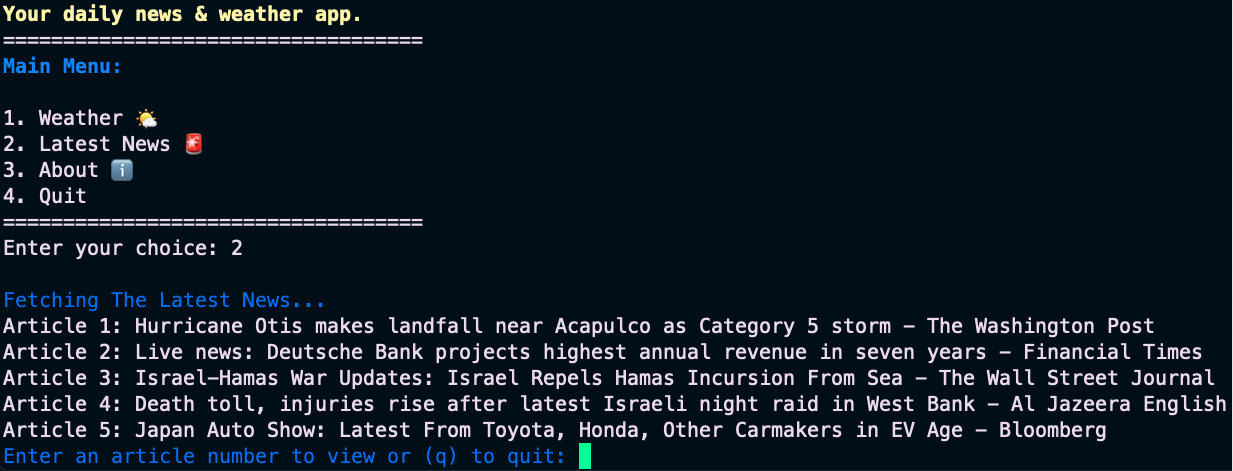 Your daily news & weather app.
===================================
Main Menu:
1. Weather 🌤️
2. Latest News 🚨
3. About ℹ️
4. Quit
===================================
Enter your choice: 2
Fetching The Latest News...
Article 1: Hurricane Otis makes landfall near Acapulco as Category 5 storm - The Washington Post
Article 2: Live news: Deutsche Bank projects highest annual revenue in seven years - Financial Times
Article 3: Israel-Hamas War Updates: Israel Repels Hamas Incursion From Sea - The Wall Street Journal
Article 4: Death toll, injuries rise after latest Israeli night raid in West Bank - Al Jazeera English
Article 5: Japan Auto Show: Latest From Toyota, Honda, Other Carmakers in EV Age - Bloomberg
Enter an article number to view or (q) to quit: